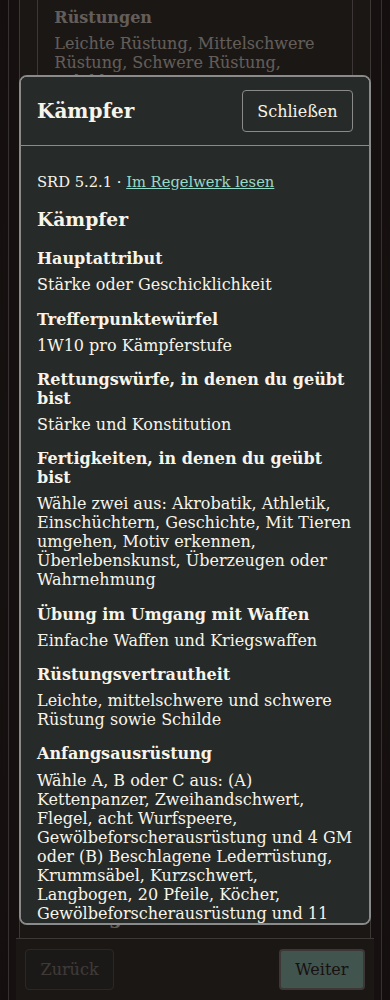 Rüstungen
Leichte Rüstung, Mittelschwere
Rüstung, Schwere Rüstung,
Kämpfer
Schließen
SRD 5.2.1 · Im Regelwerk lesen
Kämpfer
Hauptattribut
Stärke oder Geschicklichkeit
Trefferpunktewürfel
1W10 pro Kämpferstufe
Rettungswürfe, in denen du geübt
bist
Stärke und Konstitution
Fertigkeiten, in denen du geübt
bist
Wähle zwei aus: Akrobatik, Athletik,
Einschüchtern, Geschichte, Mit Tieren
umgehen, Motiv erkennen,
Überlebenskunst, Überzeugen oder
Wahrnehmung
Übung im Umgang mit Waffen
Einfache Waffen und Kriegswaffen
Rüstungsvertrautheit
Leichte, mittelschwere und schwere
Rüstung sowie Schilde
Anfangsausrüstung
Wähle A, B oder C aus: (A)
Kettenpanzer, Zweihandschwert,
Flegel, acht Wurfspeere,
Gewölbeforscherausrüstung und 4 GM
oder (B) Beschlagene Lederrüstung,
Krummsäbel, Kurzschwert,
Langbogen, 20 Pfeile, Köcher,
Gewölbeforscherausrüstung und 11
Zurück
Weiter